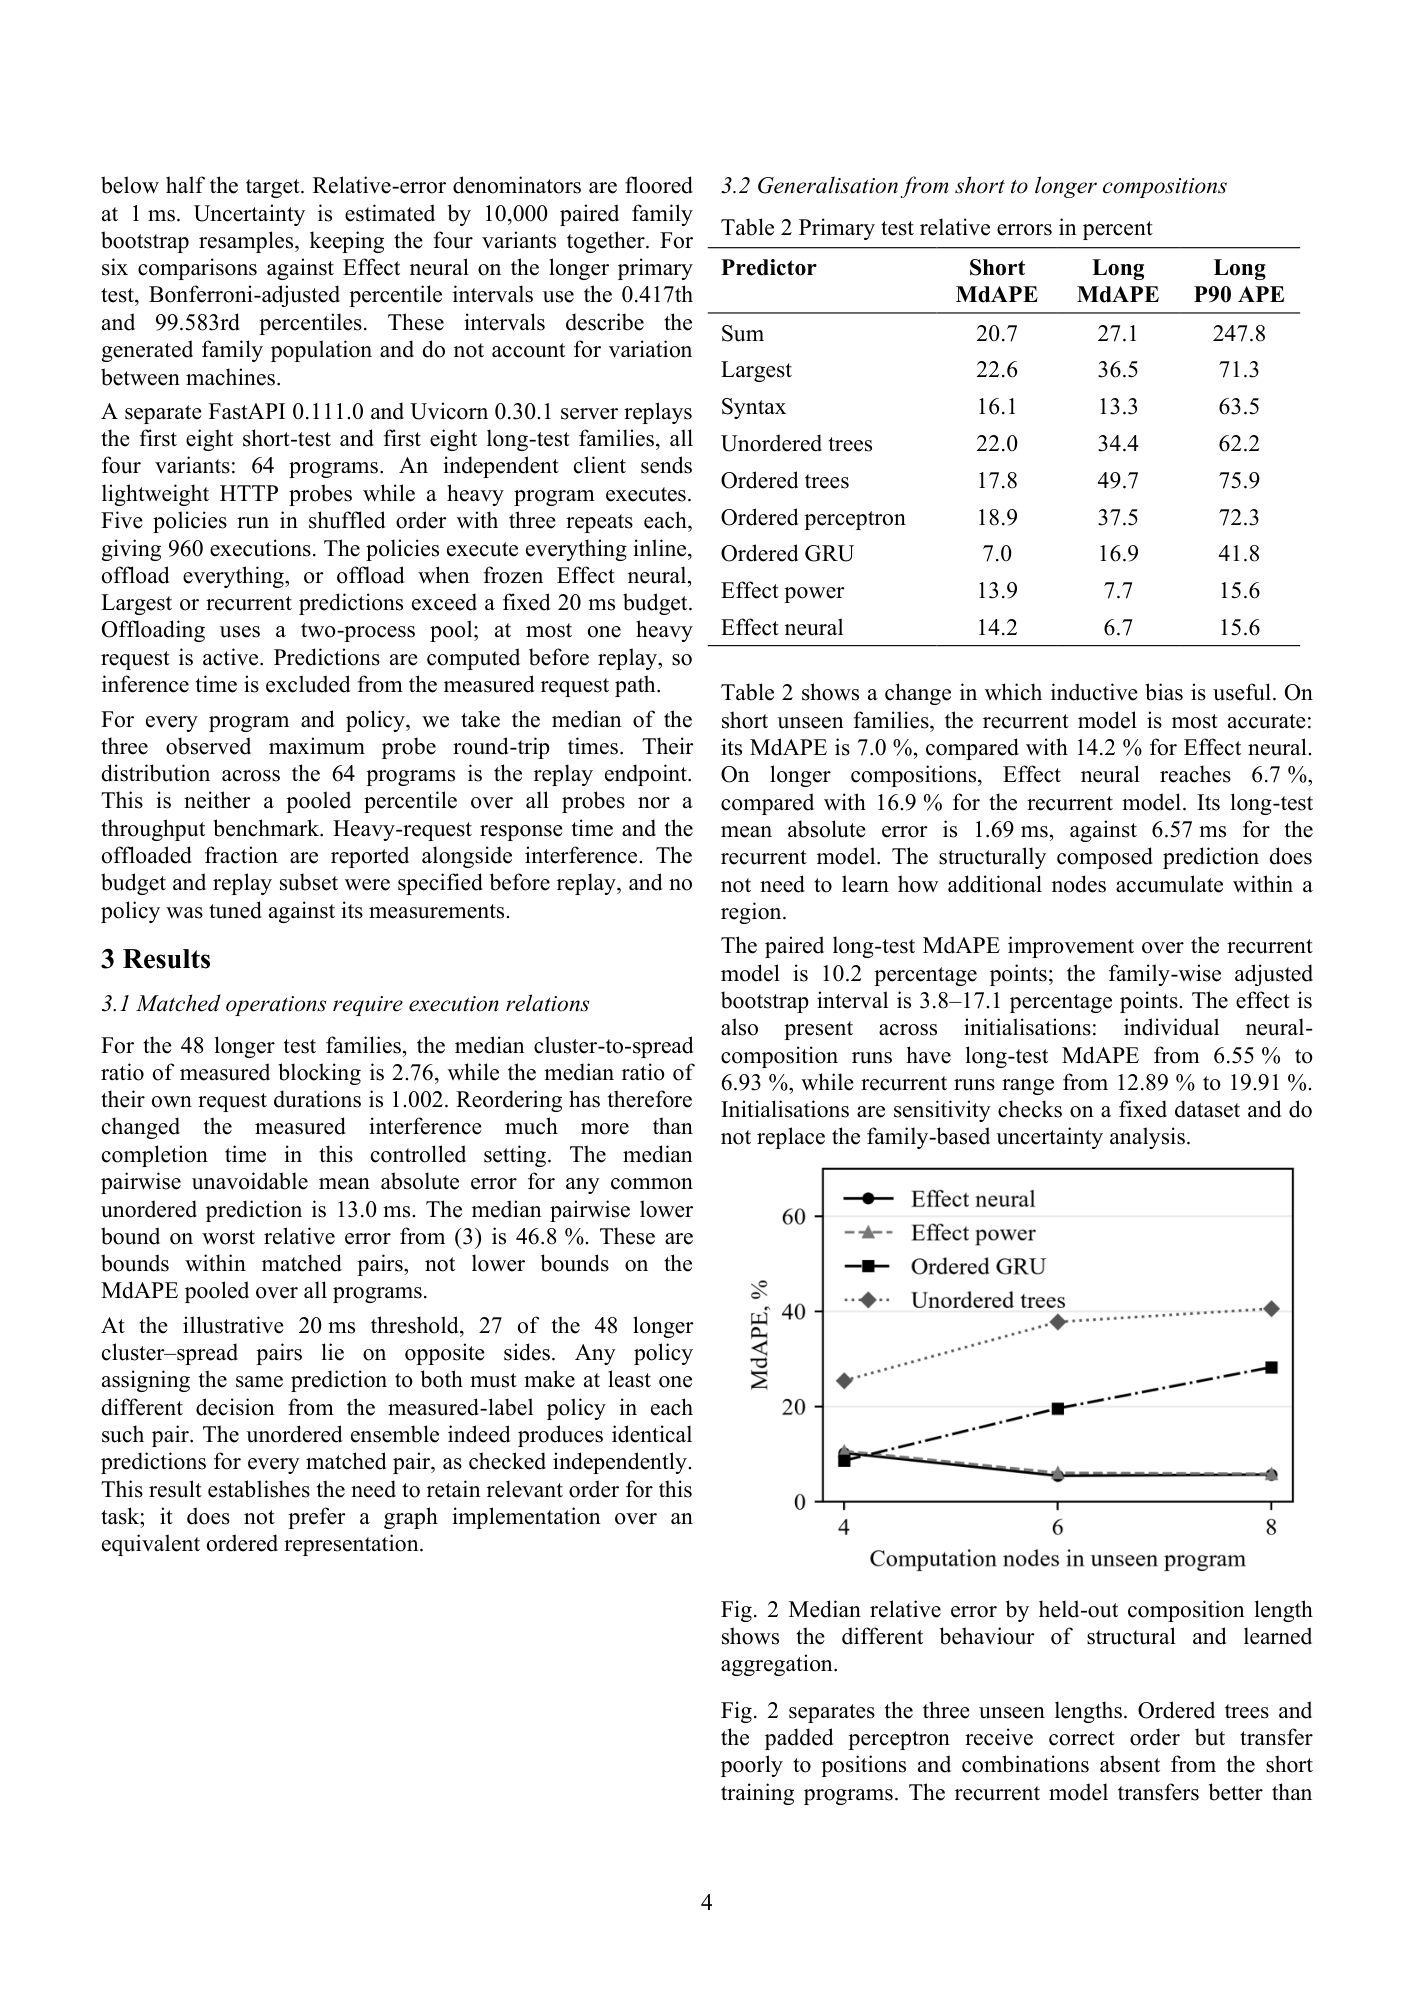 below half the target. Relative-error denominators are floored
at 1 ms. Uncertainty is estimated by 10,000 paired family
bootstrap resamples, keeping the four variants together. For
six comparisons against Effect neural on the longer primary
test, Bonferroni-adjusted percentile intervals use the 0.417th
and 99.583rd percentiles. These intervals describe the
generated family population and do not account for variation
between machines.
A separate FastAPI 0.111.0 and Uvicorn 0.30.1 server replays
the first eight short-test and first eight long-test families, all
four variants: 64 programs. An independent client sends
lightweight HTTP probes while a heavy program executes.
Five policies run in shuffled order with three repeats each,
giving 960 executions. The policies execute everything inline,
offload everything, or offload when frozen Effect neural,
Largest or recurrent predictions exceed a fixed 20 ms budget.
Offloading uses a two-process pool; at most one heavy
request is active. Predictions are computed before replay, so
inference time is excluded from the measured request path.
For every program and policy, we take the median of the
three observed maximum probe round-trip times. Their
distribution across the 64 programs is the replay endpoint.
This is neither a pooled percentile over all probes nor a
throughput benchmark. Heavy-request response time and the
offloaded fraction are reported alongside interference. The
budget and replay subset were specified before replay, and no
policy was tuned against its measurements.
3 Results
3.1 Matched operations require execution relations
For the 48 longer test families, the median cluster-to-spread
ratio of measured blocking is 2.76, while the median ratio of
their own request durations is 1.002. Reordering has therefore
changed the measured interference much more than
completion time in this controlled setting. The median
pairwise unavoidable mean absolute error for any common
unordered prediction is 13.0 ms. The median pairwise lower
bound on worst relative error from (3) is 46.8 %. These are
bounds within matched pairs, not lower bounds on the
MdAPE pooled over all programs.
At the illustrative 20 ms threshold, 27 of the 48 longer
cluster–spread pairs lie on opposite sides. Any policy
assigning the same prediction to both must make at least one
different decision from the measured-label policy in each
such pair. The unordered ensemble indeed produces identical
predictions for every matched pair, as checked independently.
This result establishes the need to retain relevant order for this
task; it does not prefer a graph implementation over an
equivalent ordered representation.
3.2 Generalisation from short to longer compositions
Table 2 Primary test relative errors in percent
Predictor Short MdAPE Long MdAPE Long P90 APE
Sum 20.7 27.1 247.8
Largest 22.6 36.5 71.3
Syntax 16.1 13.3 63.5
Unordered trees 22.0 34.4 62.2
Ordered trees 17.8 49.7 75.9
Ordered perceptron 18.9 37.5 72.3
Ordered GRU 7.0 16.9 41.8
Effect power 13.9 7.7 15.6
Effect neural 14.2 6.7 15.6
Table 2 shows a change in which inductive bias is useful. On
short unseen families, the recurrent model is most accurate:
its MdAPE is 7.0 %, compared with 14.2 % for Effect neural.
On longer compositions, Effect neural reaches 6.7 %,
compared with 16.9 % for the recurrent model. Its long-test
mean absolute error is 1.69 ms, against 6.57 ms for the
recurrent model. The structurally composed prediction does
not need to learn how additional nodes accumulate within a
region.
The paired long-test MdAPE improvement over the recurrent
model is 10.2 percentage points; the family-wise adjusted
bootstrap interval is 3.8–17.1 percentage points. The effect is
also present across initialisations: individual neural-
composition runs have long-test MdAPE from 6.55 % to
6.93 %, while recurrent runs range from 12.89 % to 19.91 %.
Initialisations are sensitivity checks on a fixed dataset and do
not replace the family-based uncertainty analysis.
Effect neural
Effect power
Ordered GRU
Unordered trees
MdAPE, %
60
40
20
0
4 6 8
Computation nodes in unseen program
Fig. 2 Median relative error by held-out composition length
shows the different behaviour of structural and learned
aggregation.
Fig. 2 separates the three unseen lengths. Ordered trees and
the padded perceptron receive correct order but transfer
poorly to positions and combinations absent from the short
training programs. The recurrent model transfers better than
4